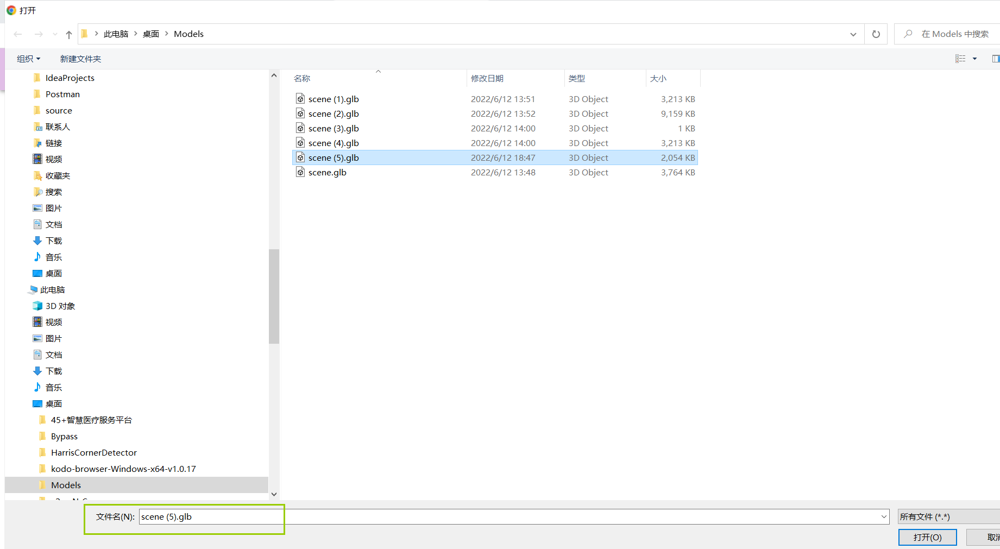 打开
此电脑 > 桌面 > Models
在 Models 中搜索
组织 新建文件夹
IdeaProjects
Postman
source
联系人
链接
视频
收藏夹
搜索
图片
文档
下载
音乐
桌面
此电脑
3D 对象
视频
图片
文档
下载
音乐
桌面
45+智慧医疗服务平台
Bypass
HarrisCornerDetector
kodo-browser-Windows-x64-v1.0.17
Models
名称 修改日期 类型 大小
scene (1).glb 2022/6/12 13:51 3D Object 3,213 KB
scene (2).glb 2022/6/12 13:52 3D Object 9,159 KB
scene (3).glb 2022/6/12 14:00 3D Object 1 KB
scene (4).glb 2022/6/12 14:00 3D Object 3,213 KB
scene (5).glb 2022/6/12 18:47 3D Object 2,054 KB
scene.glb 2022/6/12 13:48 3D Object 3,764 KB
文件名(N): scene (5).glb
所有文件 (*.*)
打开(O)
取消